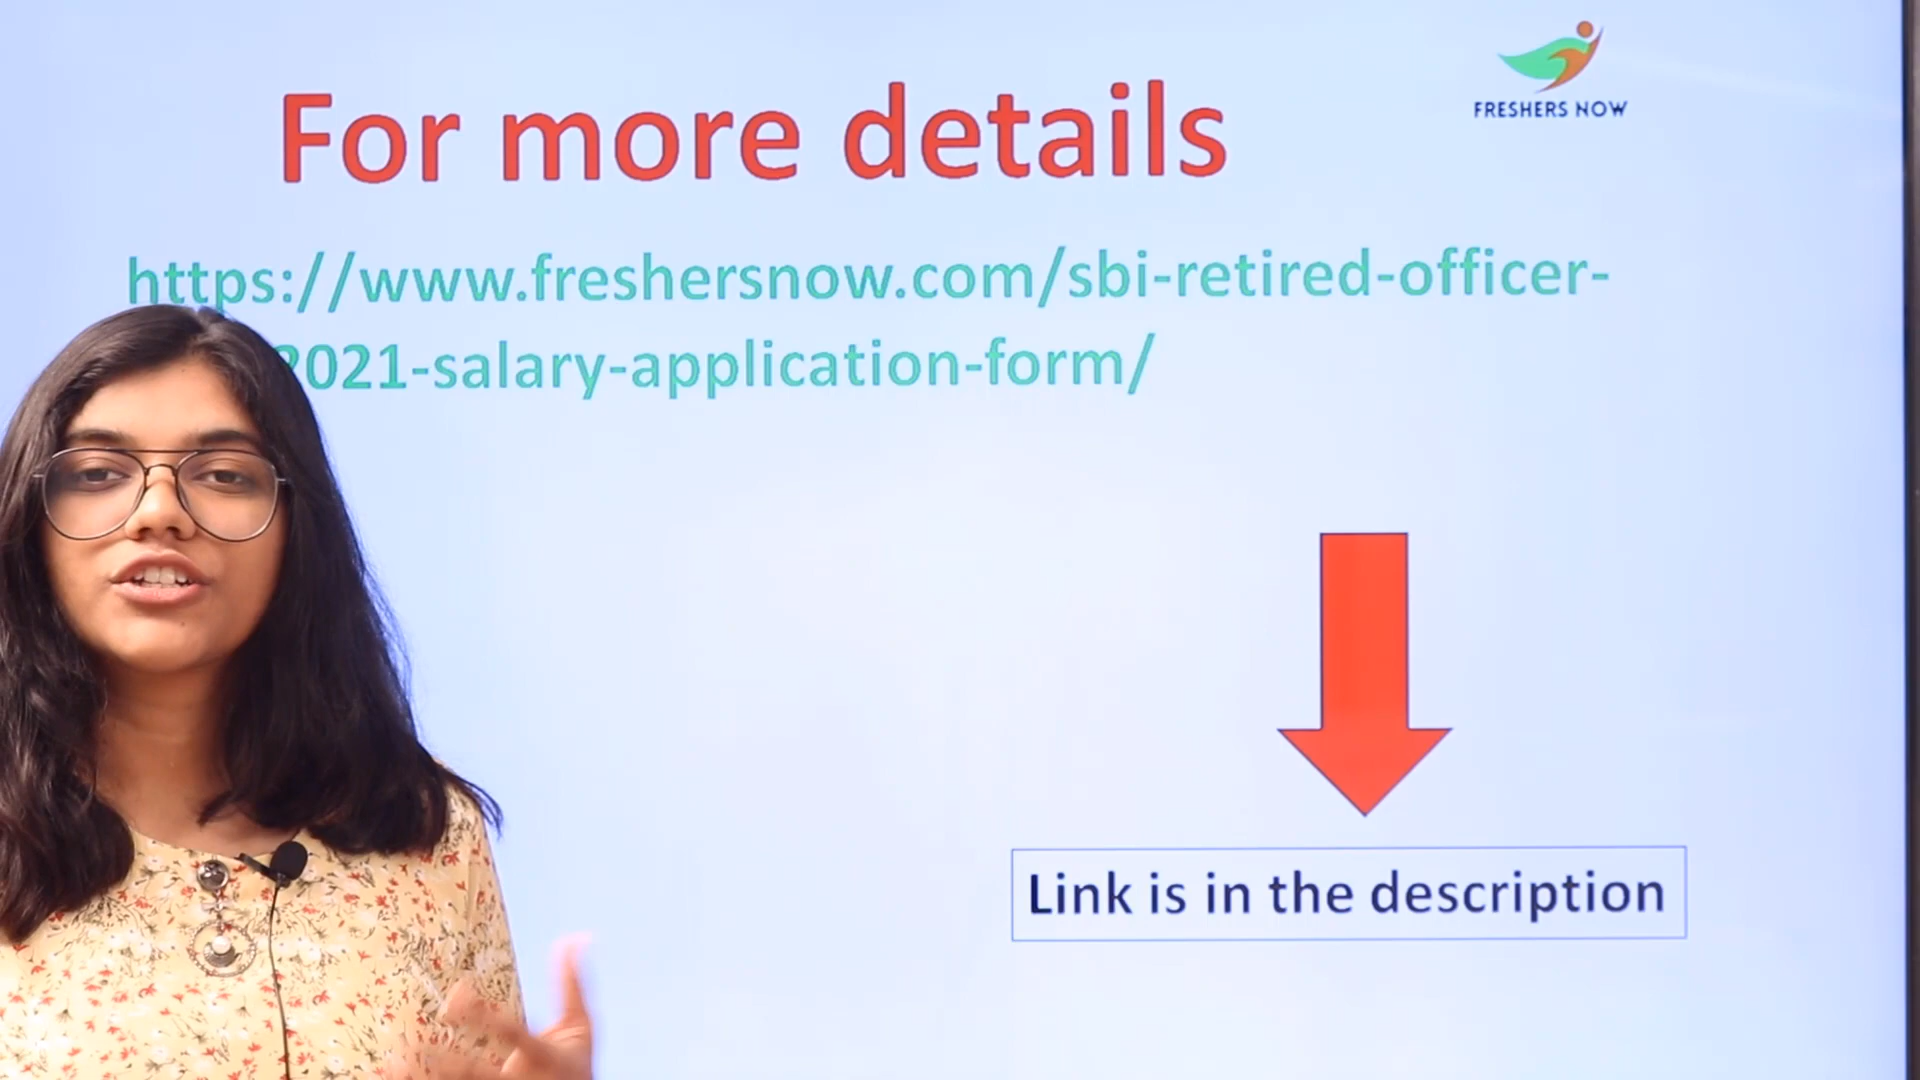 FRESHERS NOW
For more details
https://www.freshersnow.com/sbi-retired-officer-
2021-salary-application-form/
Link is in the description